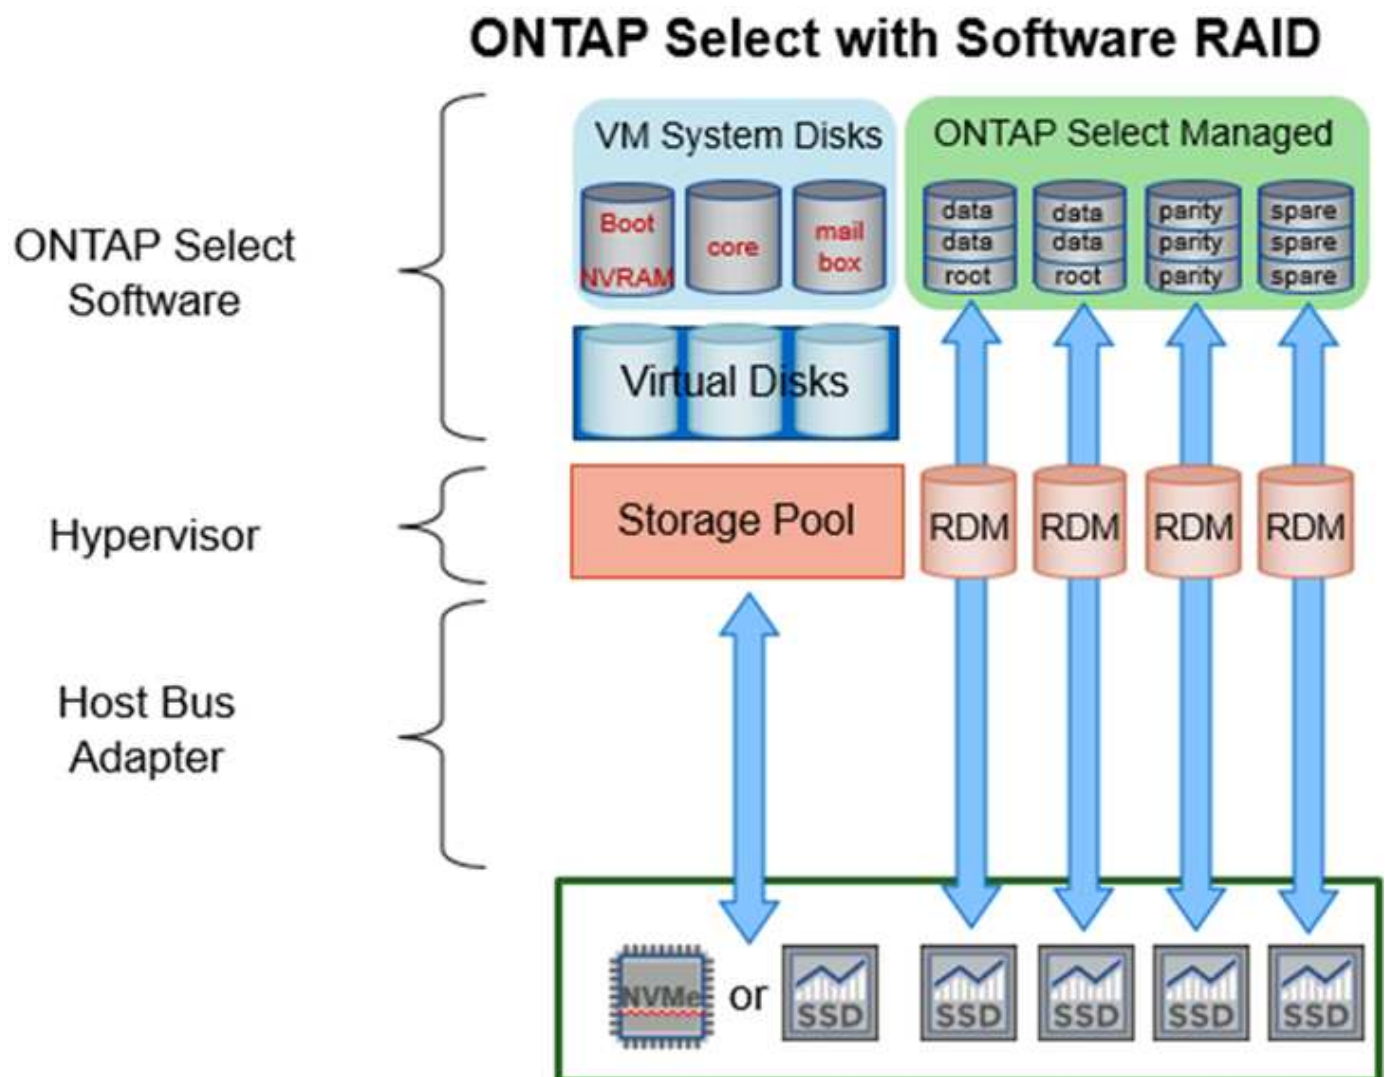 ONTAP Select with Software RAID
VM System Disks
ONTAP Select Managed
Boot
NVRAM
core
mail
box
data
data
root
data
data
root
parity
parity
parity
spare
spare
spare
ONTAP Select
Software
Virtual Disks
Hypervisor
Storage Pool
RDM
RDM
RDM
RDM
Host Bus
Adapter
NVMe
or
SSD
SSD
SSD
SSD
SSD